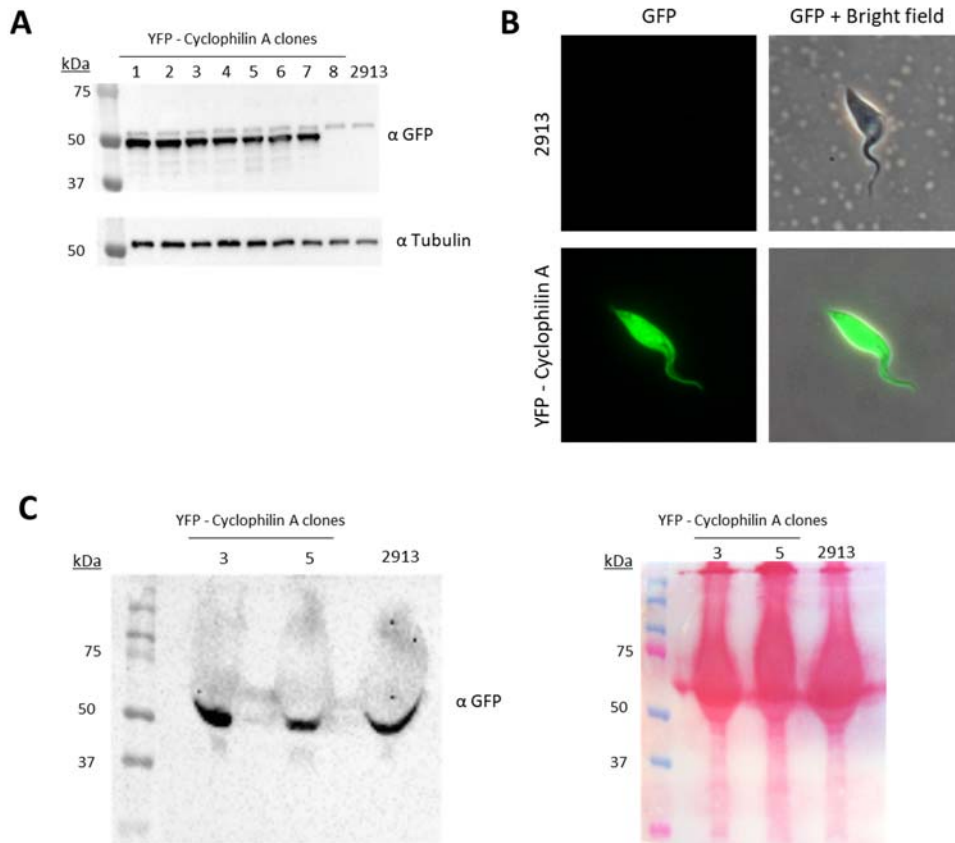 A
YFP - Cyclophilin A clones
kDa
1 2 3 4 5 6 7 8 2913
75
50
37
α GFP
50
α Tubulin
B
GFP
GFP + Bright field
2913
YFP - Cyclophilin A
C
YFP - Cyclophilin A clones
kDa
3 5 2913
75
50
37
α GFP
YFP - Cyclophilin A clones
kDa
3 5 2913
75
50
37